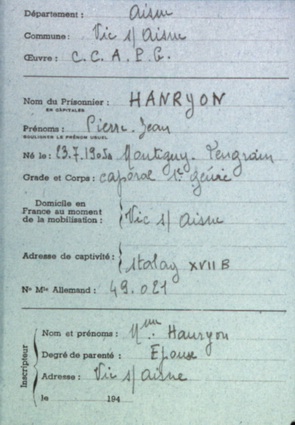 Département : Aisne
Commune : Vic s/ Aisne
Œuvre : C.C.A.P.G.
Nom du Prisonnier : HANRYON
EN CAPITALES
Prénoms : Pierre-Jean
SOULIGNER LE PRÉNOM USUEL
Né le : 23.7.1905 à Montigny-Lengrain
Grade et Corps : caporal 1er génie
Domicile en
France au moment
de la mobilisation : Vic s/ Aisne
Adresse de captivité : Stalag XVII B
N° Mle Allemand : 49.021
Inscripteur
Nom et prénoms : Mme Hanryon
Degré de parenté : Epouse
Adresse : Vic s/ aisne
le 194